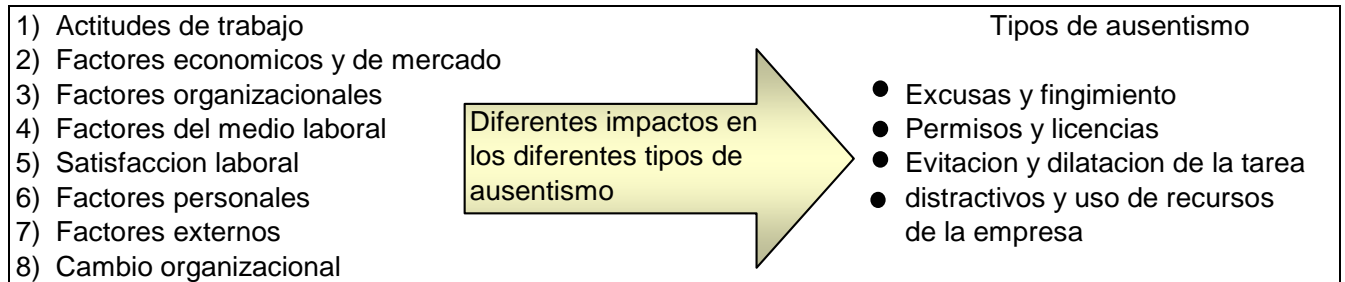 1) Actitudes de trabajo
2) Factores economicos y de mercado
3) Factores organizacionales
4) Factores del medio laboral
5) Satisfaccion laboral
6) Factores personales
7) Factores externos
8) Cambio organizacional
Diferentes impactos en
los diferentes tipos de
ausentismo
Tipos de ausentismo
● Excusas y fingimiento
● Permisos y licencias
● Evitacion y dilatacion de la tarea
● distractivos y uso de recursos
de la empresa